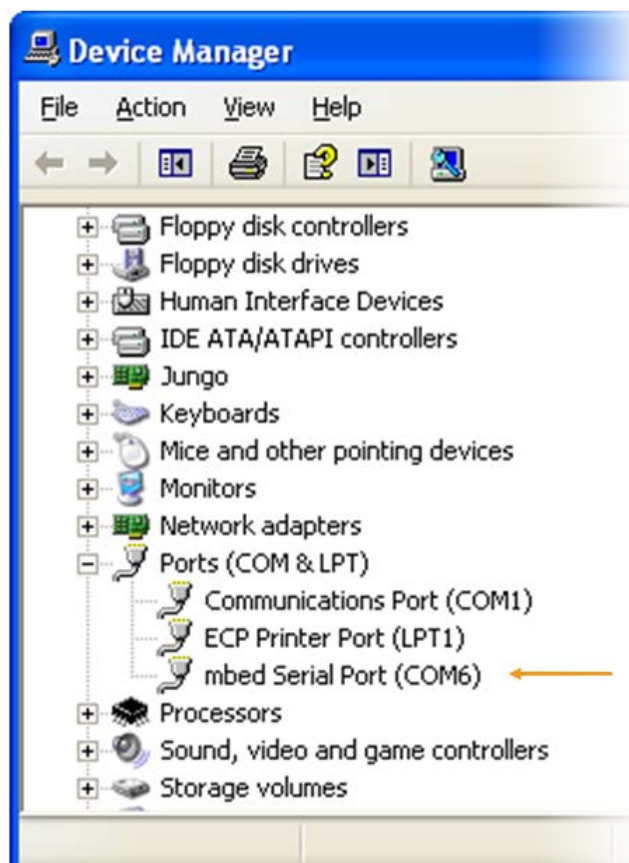 Device Manager
File Action View Help
Floppy disk controllers
Floppy disk drives
Human Interface Devices
IDE ATA/ATAPI controllers
Jungo
Keyboards
Mice and other pointing devices
Monitors
Network adapters
Ports (COM & LPT)
Communications Port (COM1)
ECP Printer Port (LPT1)
mbed Serial Port (COM6)
Processors
Sound, video and game controllers
Storage volumes